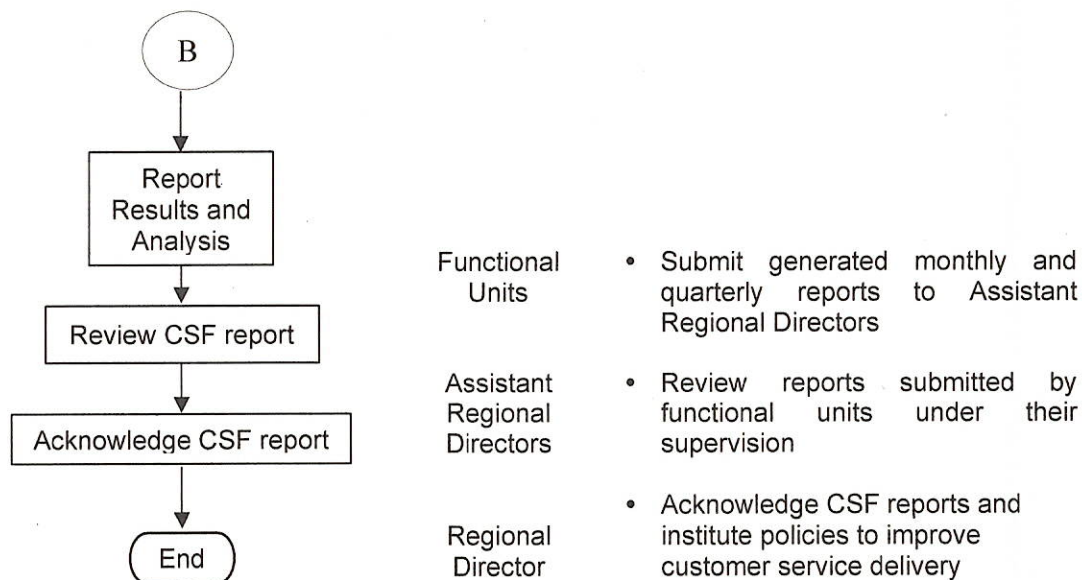 B
Report
Results and
Analysis
Review CSF report
Acknowledge CSF report
End
Functional
Units
• Submit generated monthly and
quarterly reports to Assistant
Regional Directors
Assistant
Regional
Directors
• Review reports submitted by
functional units under their
supervision
Regional
Director
• Acknowledge CSF reports and
institute policies to improve
customer service delivery